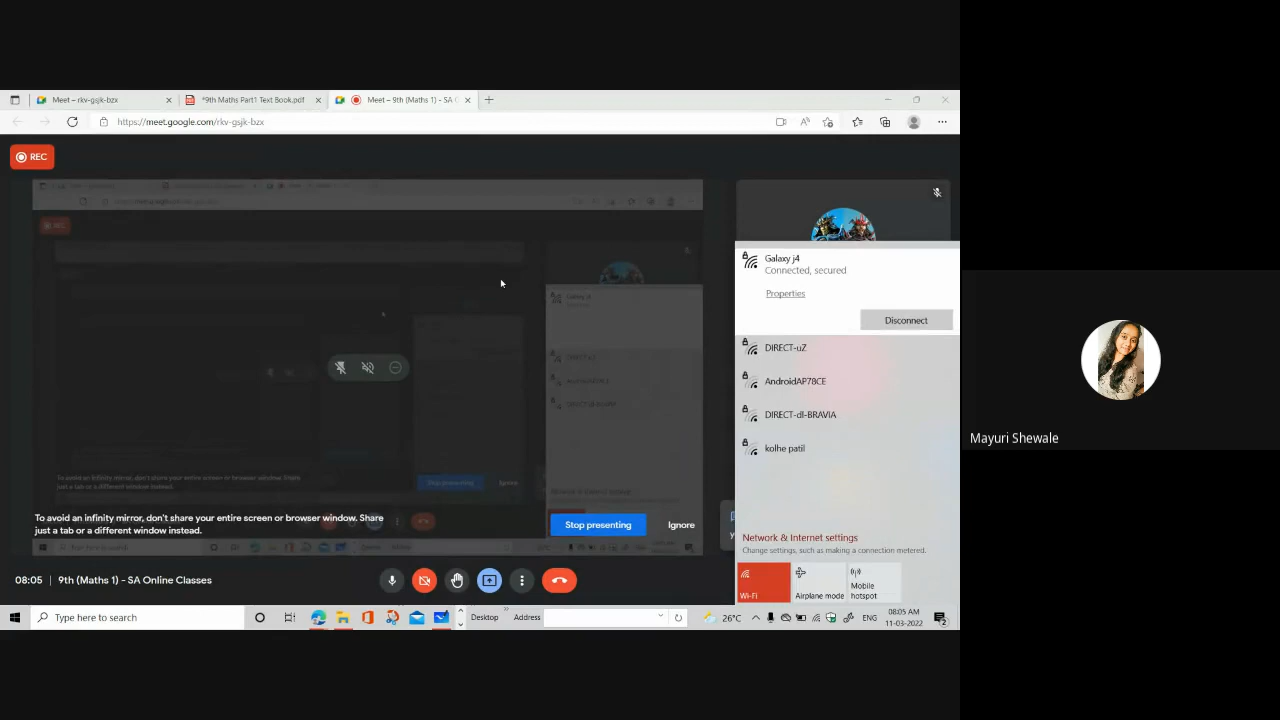 Meet – rkv-gsjk-bzx
*9th Maths Part1 Text Book.pdf
Meet – 9th (Maths 1) - SA C
https://meet.google.com/rkv-gsjk-bzx
REC
Galaxy j4
Connected, secured
Properties
Disconnect
DIRECT-uZ
AndroidAP78CE
DIRECT-dI-BRAVIA
kolhe patil
Mayuri Shewale
To avoid an infinity mirror, don't share your entire screen or browser window. Share
just a tab or a different window instead.
Stop presenting
Ignore
Network & Internet settings
Change settings, such as making a connection metered.
Wi-Fi
Airplane mode
Mobile
hotspot
08:05 | 9th (Maths 1) - SA Online Classes
Type here to search
Desktop
Address
26°C
ENG
08:05 AM
11-03-2022
2